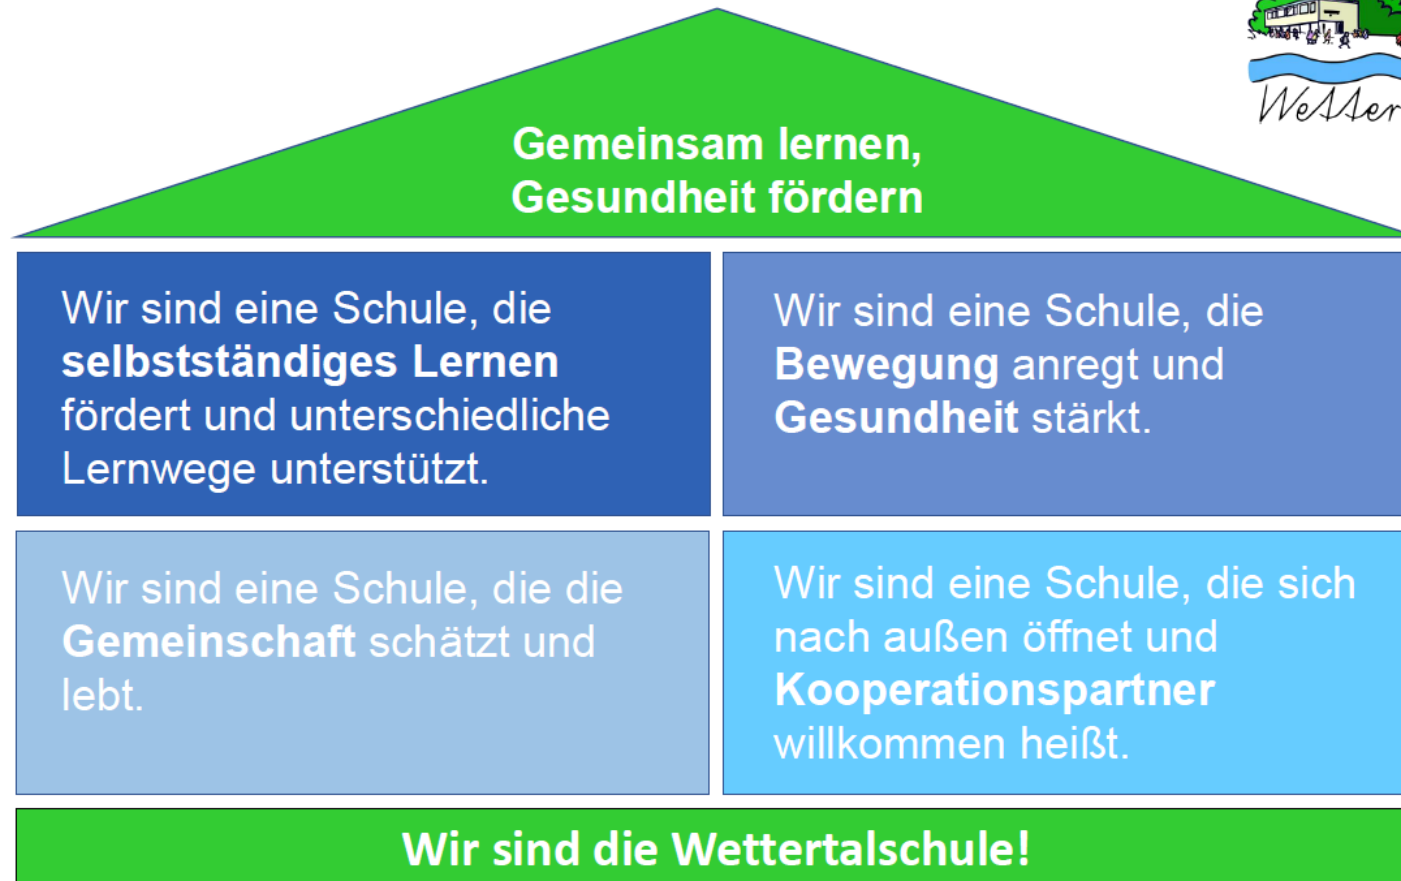 Wetter
Gemeinsam lernen,
Gesundheit fördern
Wir sind eine Schule, die
selbstständiges Lernen
fördert und unterschiedliche
Lernwege unterstützt.
Wir sind eine Schule, die
Bewegung anregt und
Gesundheit stärkt.
Wir sind eine Schule, die die
Gemeinschaft schätzt und
lebt.
Wir sind eine Schule, die sich
nach außen öffnet und
Kooperationspartner
willkommen heißt.
Wir sind die Wettertalschule!